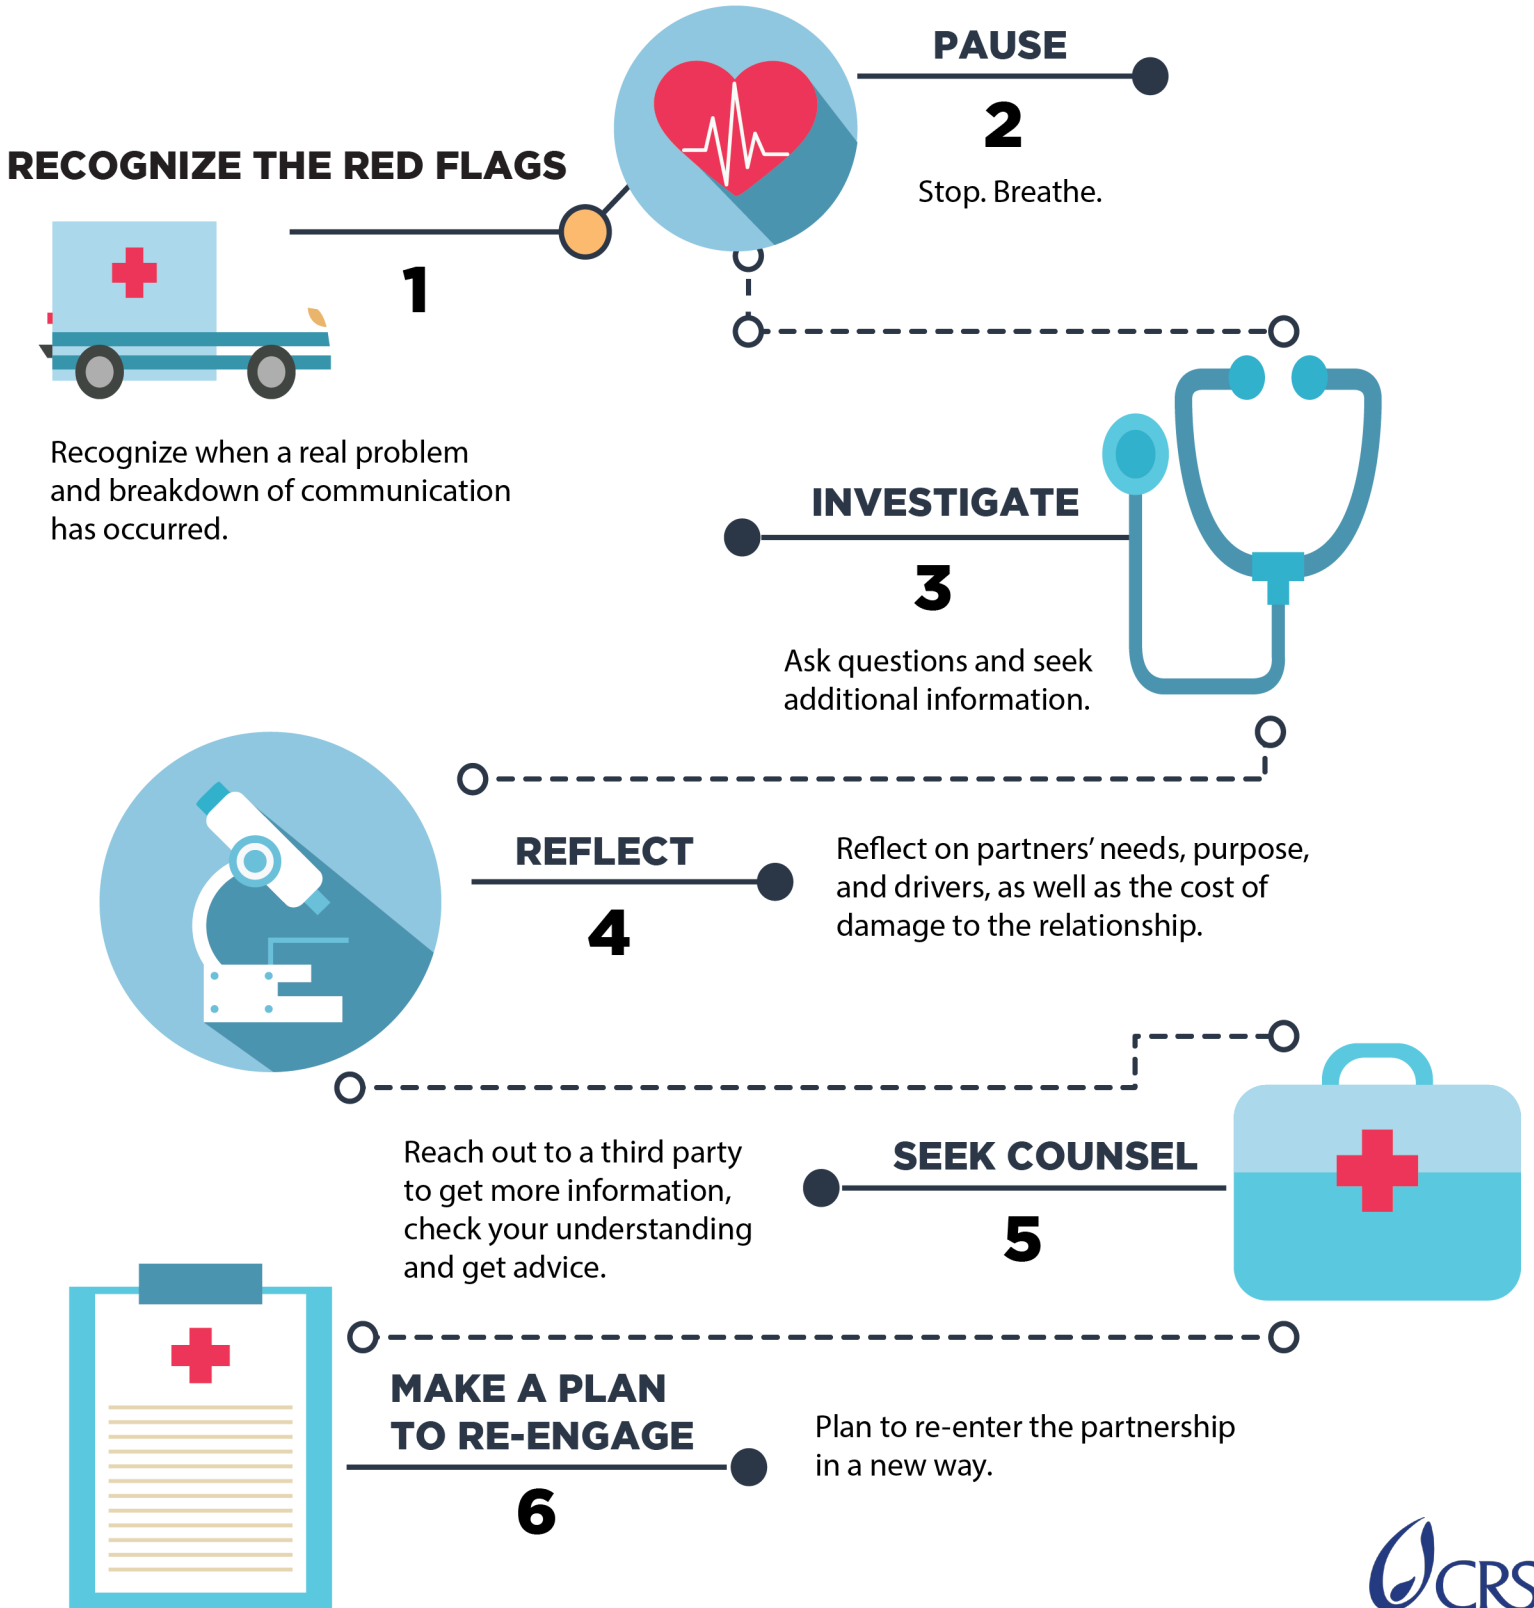 RECOGNIZE THE RED FLAGS
1
Recognize when a real problem
and breakdown of communication
has occurred.
PAUSE
2
Stop. Breathe.
INVESTIGATE
3
Ask questions and seek
additional information.
REFLECT
4
Reflect on partners’ needs, purpose,
and drivers, as well as the cost of
damage to the relationship.
SEEK COUNSEL
5
Reach out to a third party
to get more information,
check your understanding
and get advice.
MAKE A PLAN
TO RE-ENGAGE
6
Plan to re-enter the partnership
in a new way.
CRS